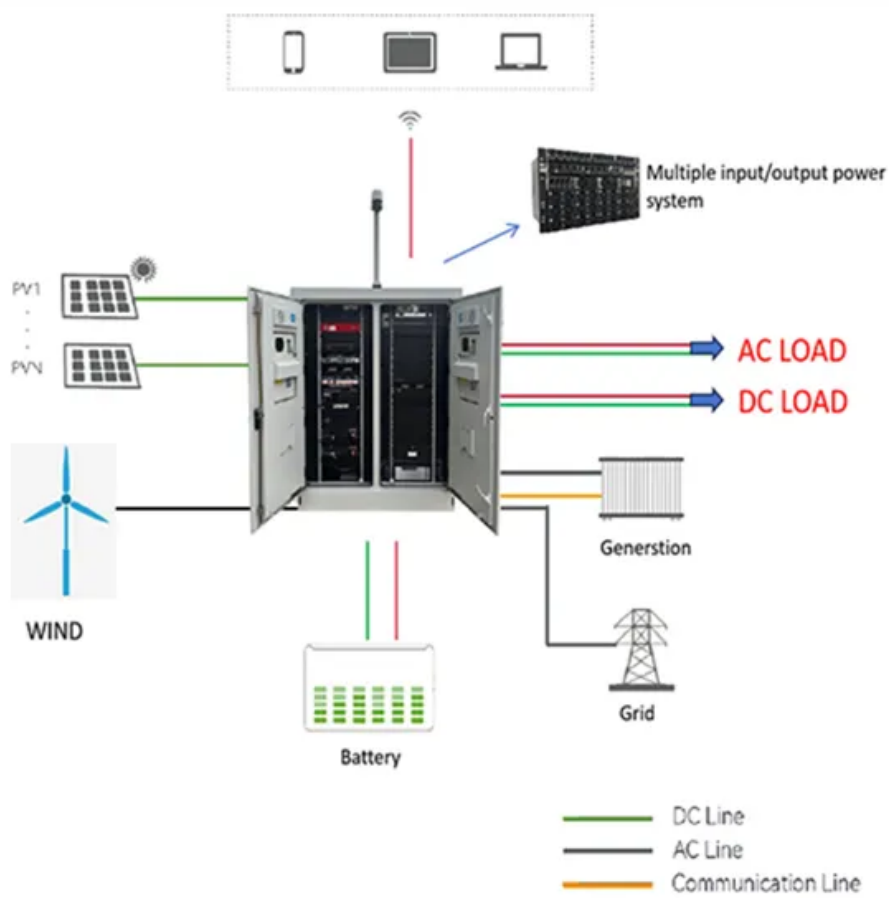 Multiple input/output power
system
PV1
PVN
AC LOAD
DC LOAD
Generstion
WIND
Grid
Battery
DC Line
AC Line
Communication Line